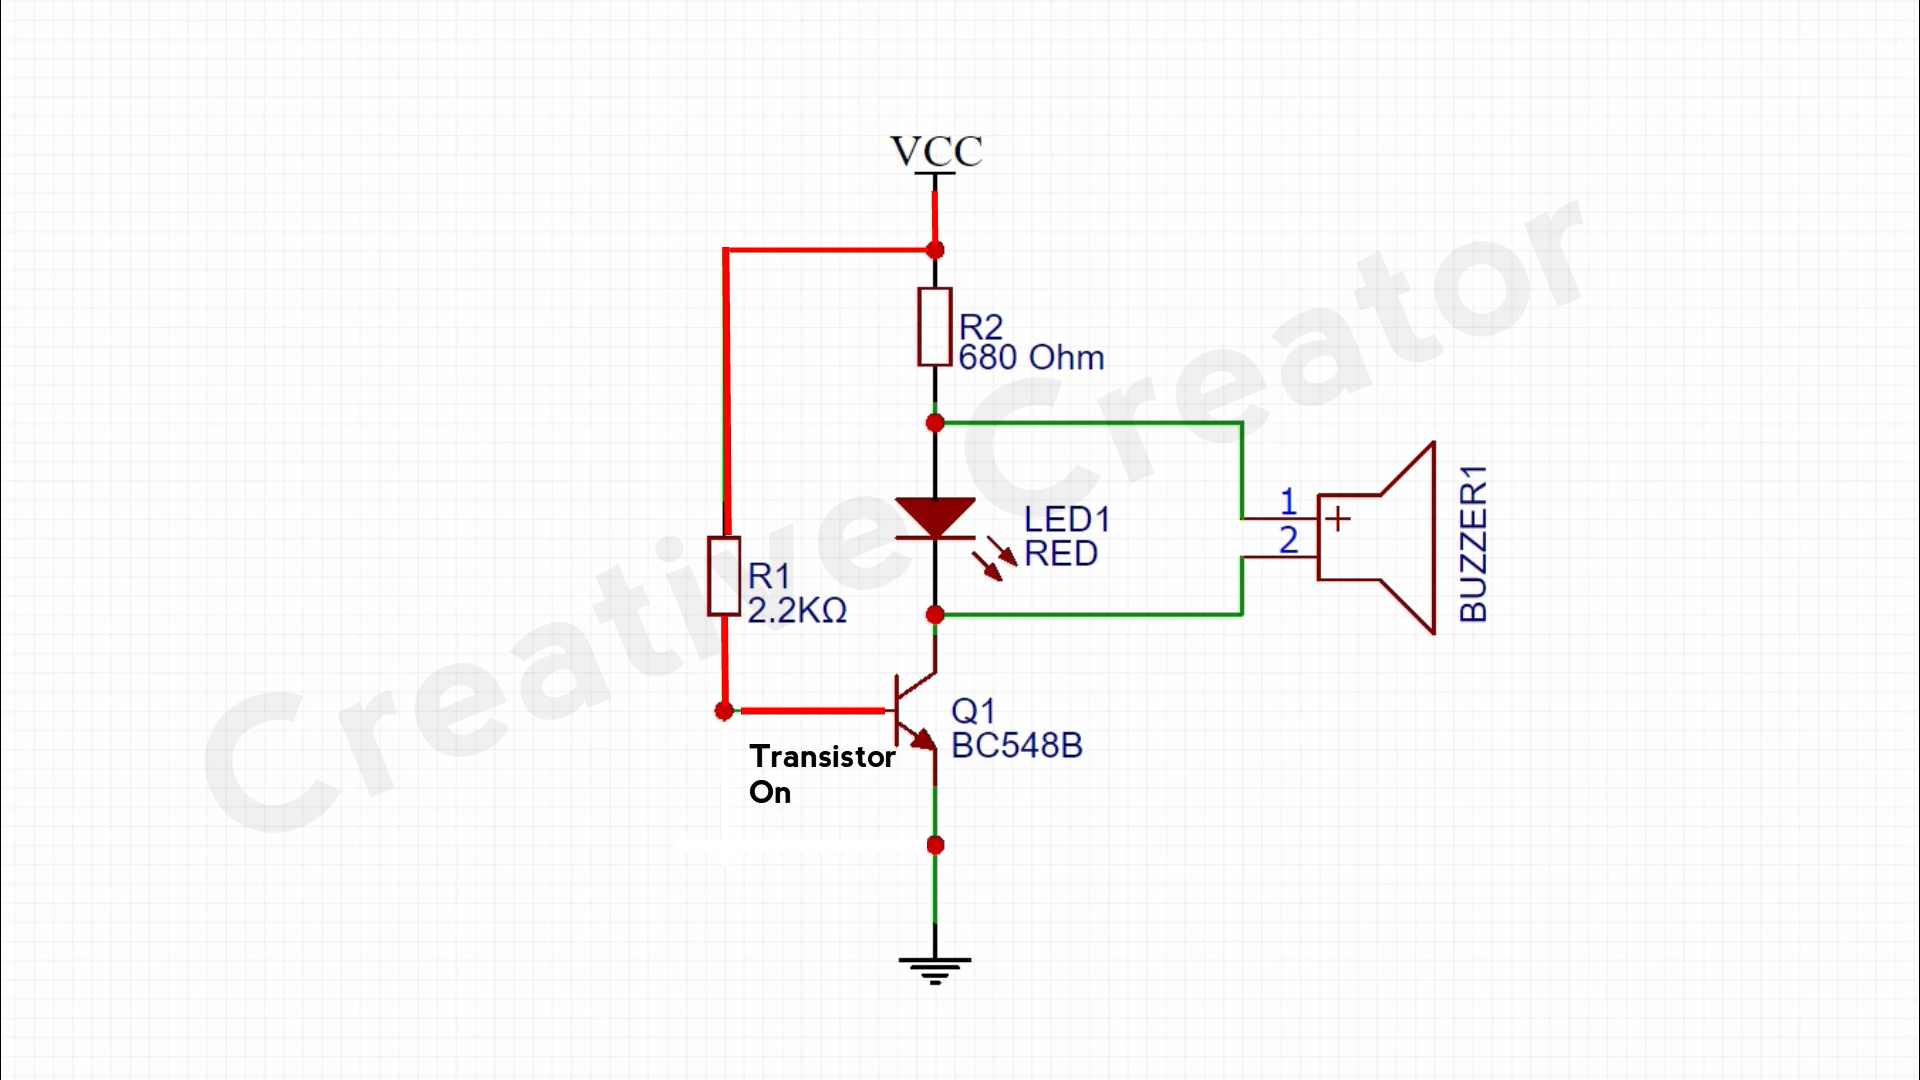 VCC
R2
680 Ohm
LED1
RED
1
2
BUZZER1
R1
2.2KΩ
Q1
BC548B
Transistor
On
Creative Creator